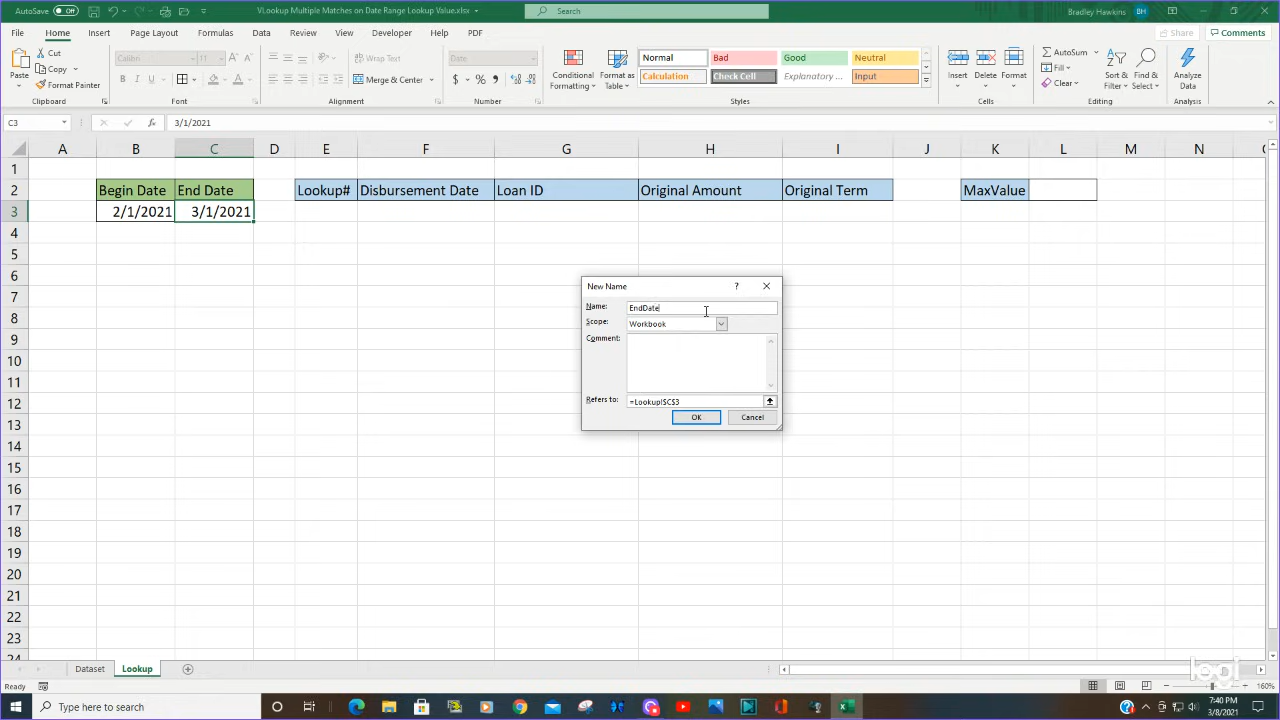 AutoSave Off
VLookup Multiple Matches on Date Range Lookup Value.xlsx
Search
Bradley Hawkins
BH
File Home Insert Page Layout Formulas Data Review View Developer Help PDF
Share Comments
Paste
Cut
Copy
Format Painter
Clipboard
Calibri 11
B I U
Font
Wrap Text
Merge & Center
Alignment
Date
$ % ,
Number
Conditional Formatting
Format as Table
Normal Bad Good Neutral
Calculation Check Cell Explanatory ... Input
Styles
Insert Delete Format
Cells
AutoSum
Fill
Clear
Sort & Filter
Find & Select
Editing
Analyze Data
Analysis
C3
fx
3/1/2021
A B C D E F G H I J K L M N
1
2 Begin Date End Date Lookup# Disbursement Date Loan ID Original Amount Original Term MaxValue
3 2/1/2021 3/1/2021
4
5
6
7
8
9
10
11
12
13
14
15
16
17
18
19
20
21
22
23
24
New Name
?
Name: EndDate
Scope: Workbook
Comment:
Refers to: =Lookup!$C$3
OK Cancel
Dataset Lookup
logi
Ready
160%
Type here to search
7:40 PM
3/8/2021